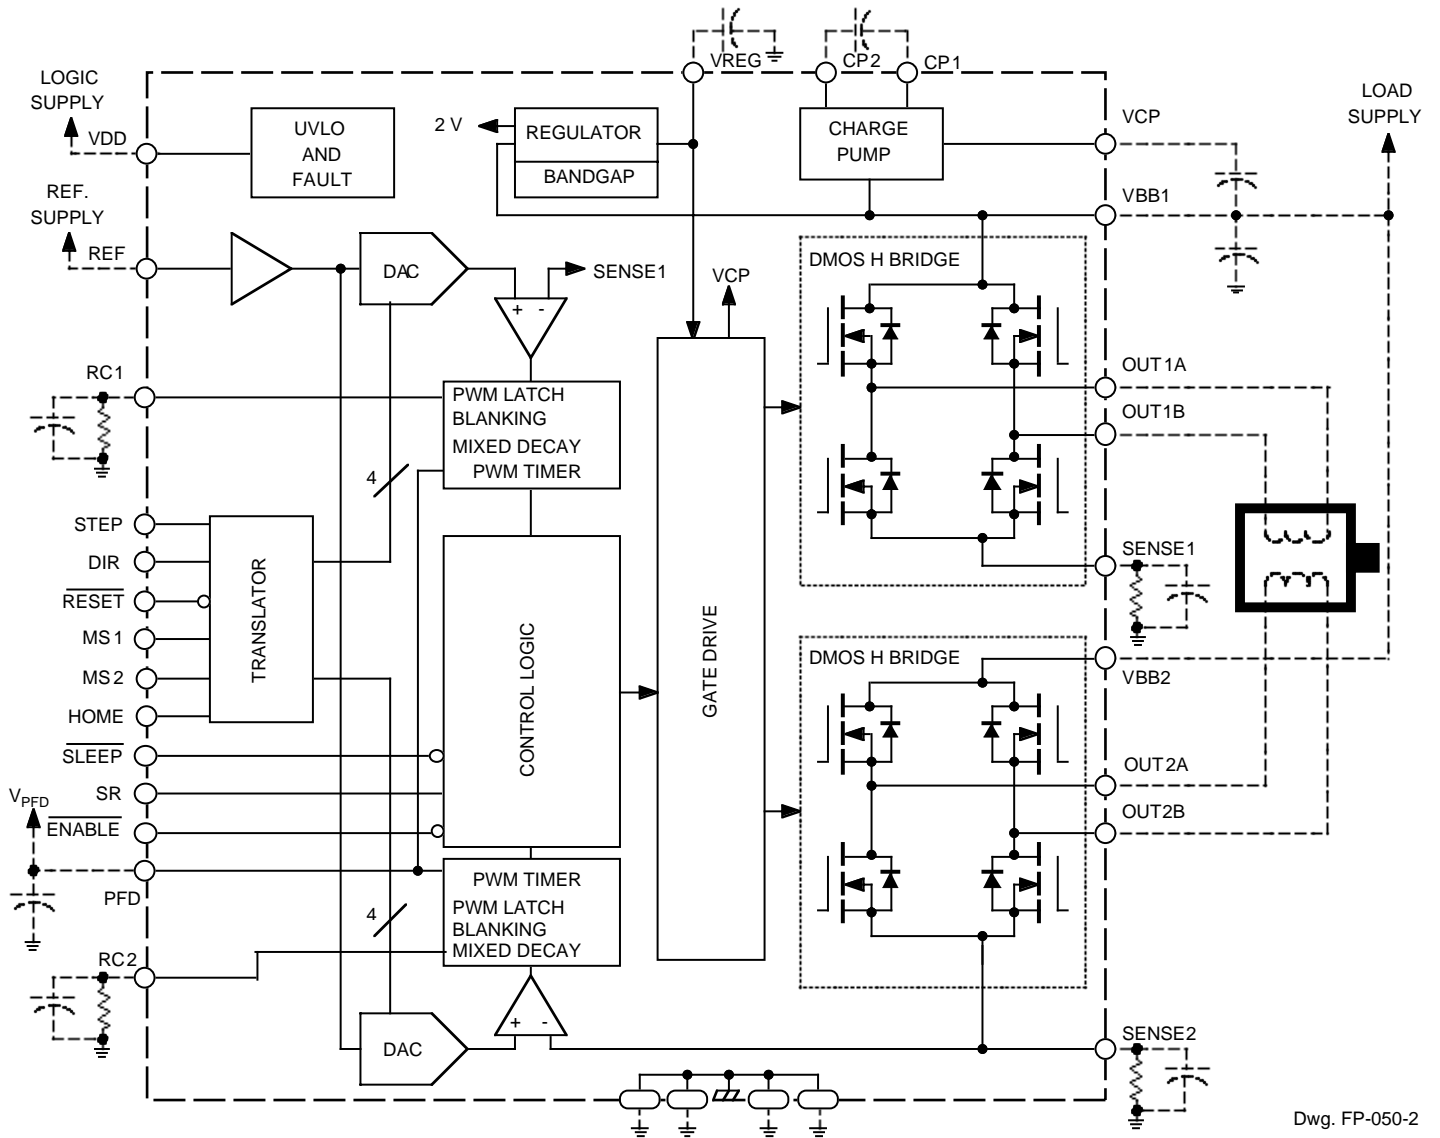 VREG
CP2
CP1
LOGIC
SUPPLY
VDD
UVLO
AND
FAULT
2 V
REGULATOR
BANDGAP
CHARGE
PUMP
VCP
LOAD
SUPPLY
REF.
SUPPLY
REF
VBB1
DAC
SENSE1
+ -
VCP
DMOS H BRIDGE
RC1
PWM LATCH
BLANKING
MIXED DECAY
PWM TIMER
4
OUT1A
OUT1B
STEP
DIR
RESET
MS1
MS2
HOME
SLEEP
SR
ENABLE
VPFD
PFD
TRANSLATOR
CONTROL LOGIC
GATE DRIVE
SENSE1
DMOS H BRIDGE
VBB2
OUT2A
OUT2B
PWM TIMER
PWM LATCH
BLANKING
MIXED DECAY
4
RC2
DAC
+ -
SENSE2
Dwg. FP-050-2